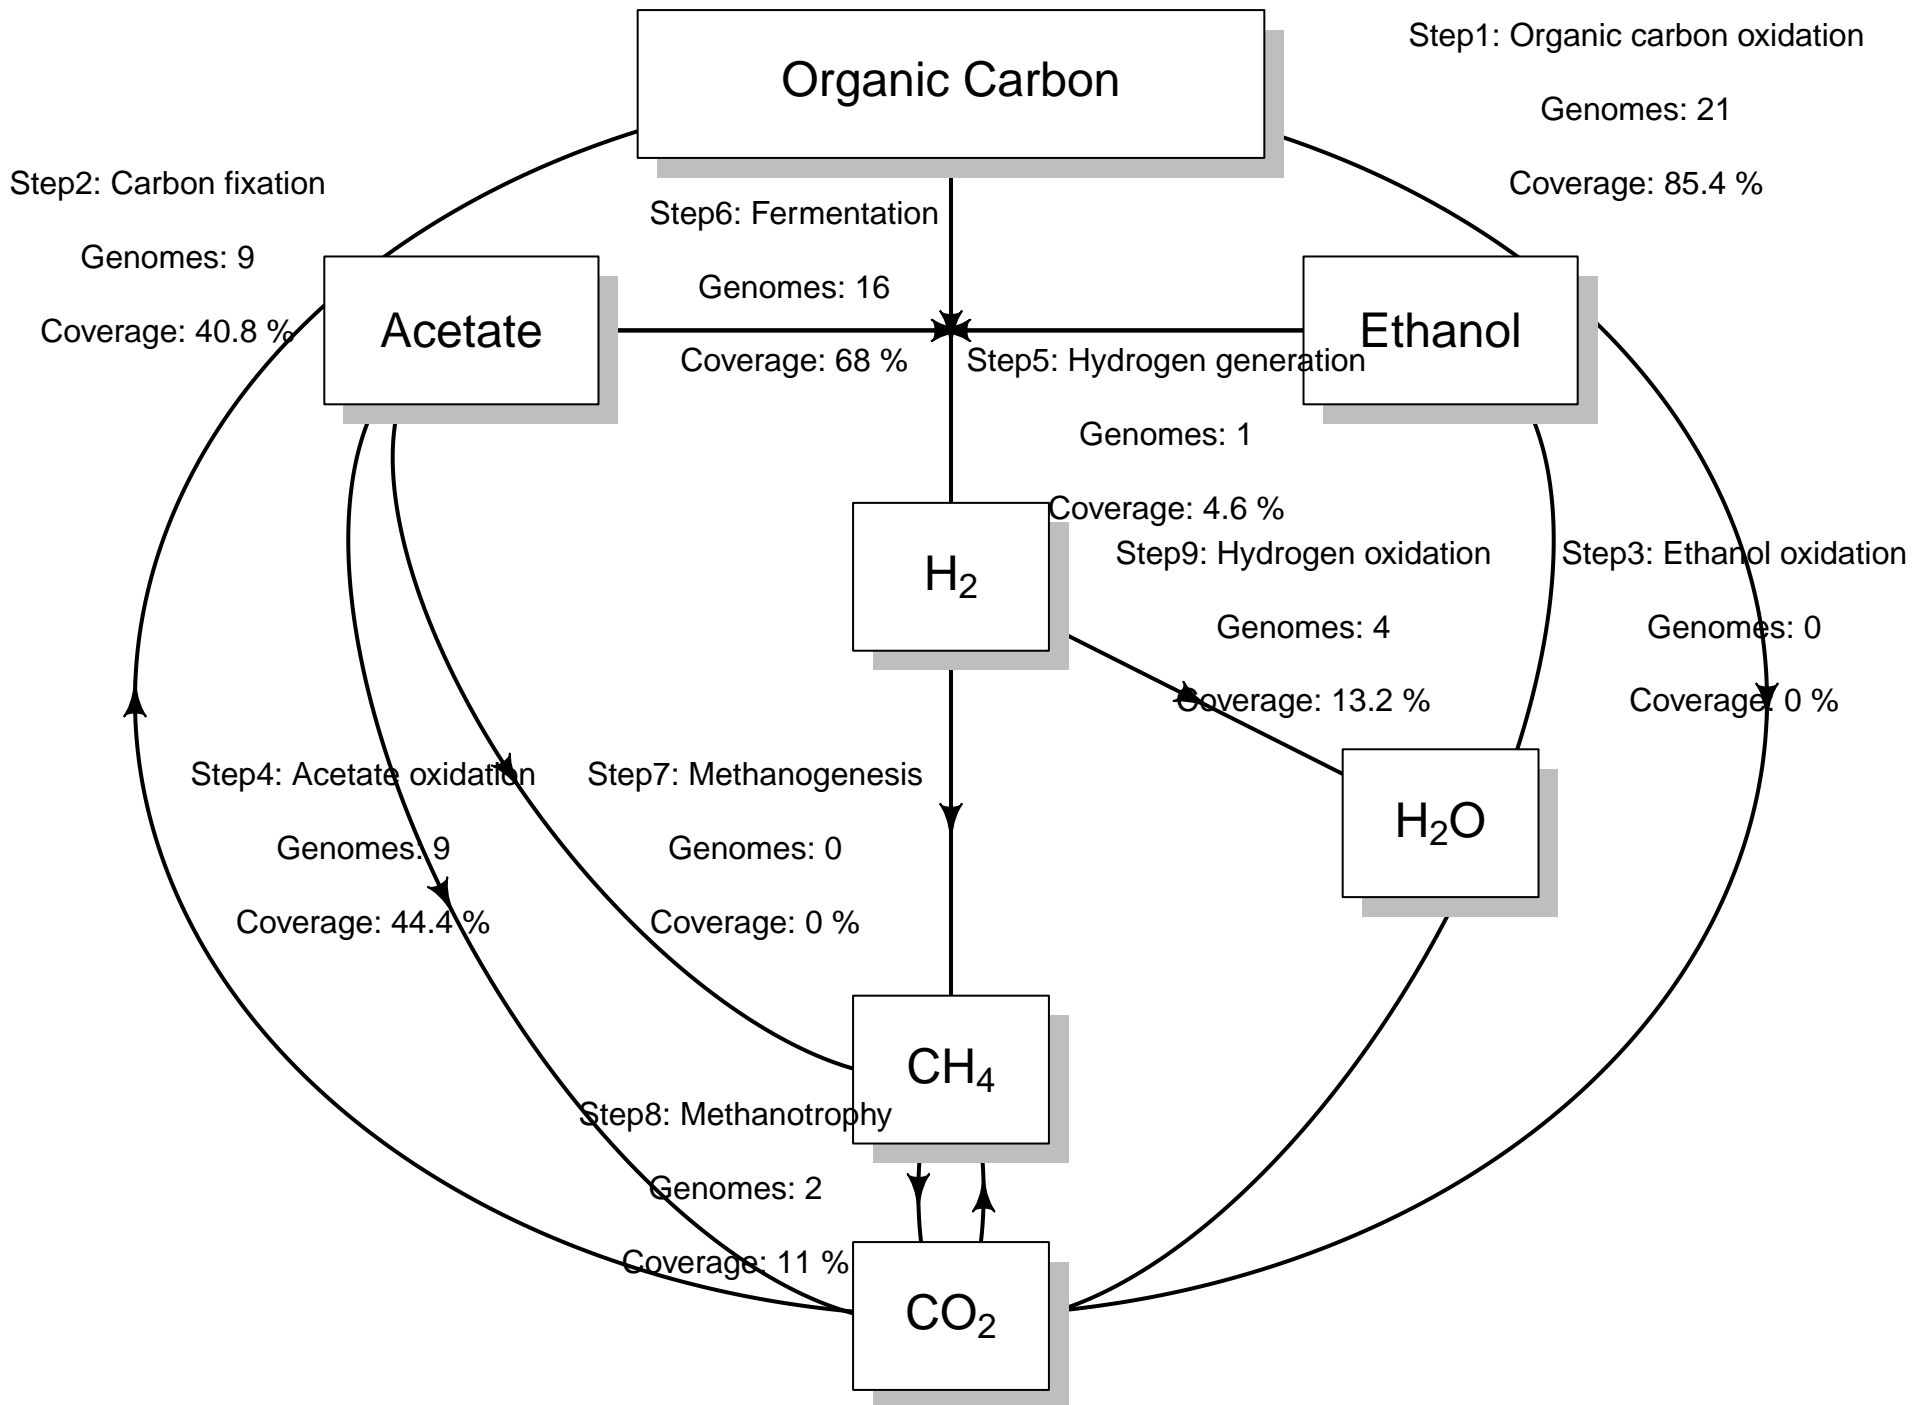 Organic Carbon
Step1: Organic carbon oxidation
Genomes: 21
Coverage: 85.4 %
Step2: Carbon fixation
Genomes: 9
Coverage: 40.8 %
Step6: Fermentation
Genomes: 16
Coverage: 68 %
Acetate
Ethanol
Step5: Hydrogen generation
Genomes: 1
Coverage: 4.6 %
H₂
Step9: Hydrogen oxidation
Genomes: 4
Coverage: 13.2 %
Step3: Ethanol oxidation
Genomes: 0
Coverage: 0 %
Step4: Acetate oxidation
Genomes: 9
Coverage: 44.4 %
Step7: Methanogenesis
Genomes: 0
Coverage: 0 %
H₂O
CH₄
Step8: Methanotrophy
Genomes: 2
Coverage: 11 %
CO₂